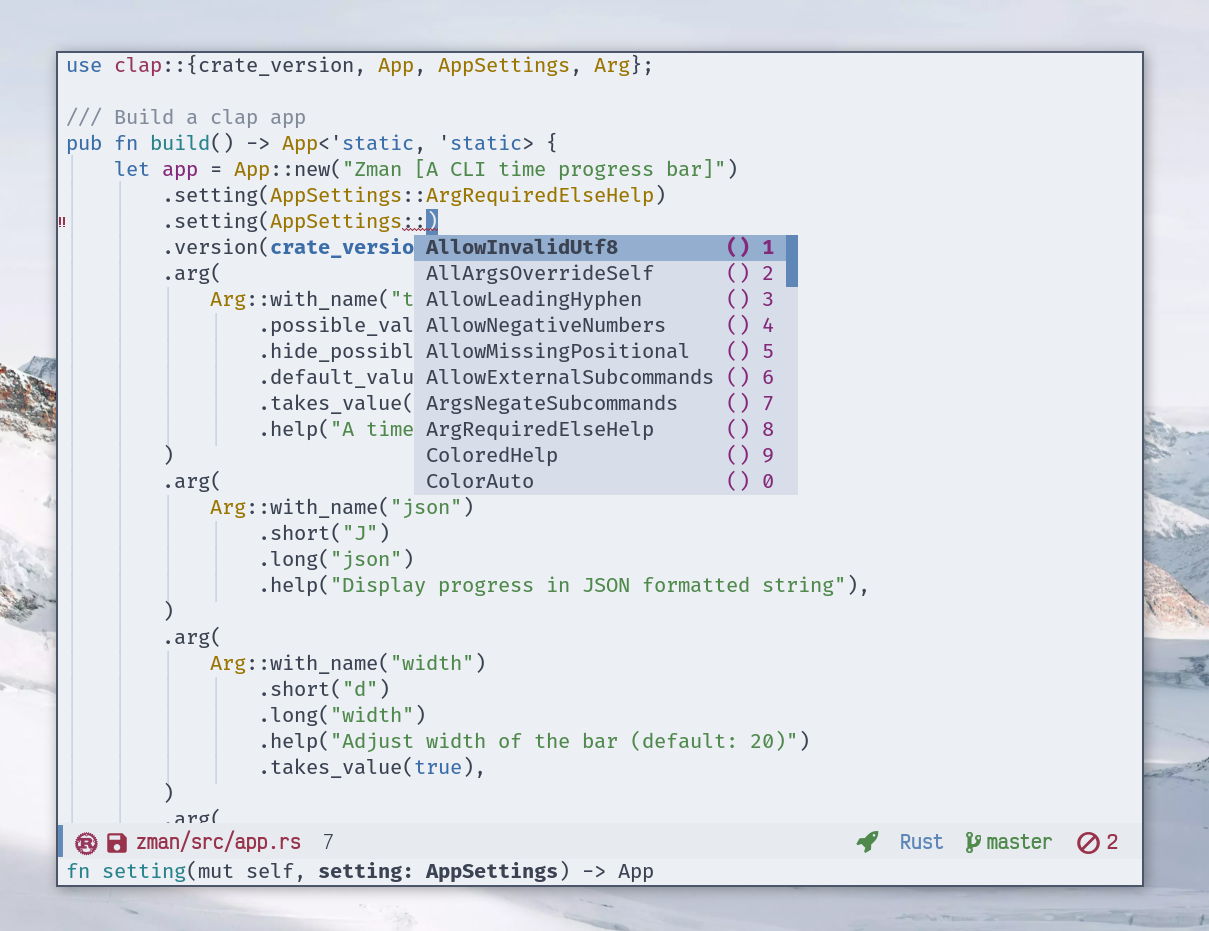 use clap::{crate_version, App, AppSettings, Arg};
/// Build a clap app
pub fn build() -> App<'static, 'static> {
    let app = App::new("Zman [A CLI time progress bar]")
        .setting(AppSettings::ArgRequiredElseHelp)
!!        .setting(AppSettings::)
        .version(crate_versio
AllowInvalidUtf8 () 1
        .arg(
AllArgsOverrideSelf () 2
            Arg::with_name("t
AllowLeadingHyphen () 3
                .possible_val
AllowNegativeNumbers () 4
                .hide_possibl
AllowMissingPositional () 5
                .default_valu
AllowExternalSubcommands () 6
                .takes_value(
ArgsNegateSubcommands () 7
                .help("A time
ArgRequiredElseHelp () 8
        )
ColoredHelp () 9
        .arg(
ColorAuto () 0
            Arg::with_name("json")
                .short("J")
                .long("json")
                .help("Display progress in JSON formatted string"),
        )
        .arg(
            Arg::with_name("width")
                .short("d")
                .long("width")
                .help("Adjust width of the bar (default: 20)")
                .takes_value(true),
        )
        .arg(
R zman/src/app.rs 7 Rust master 2
fn setting(mut self, setting: AppSettings) -> App